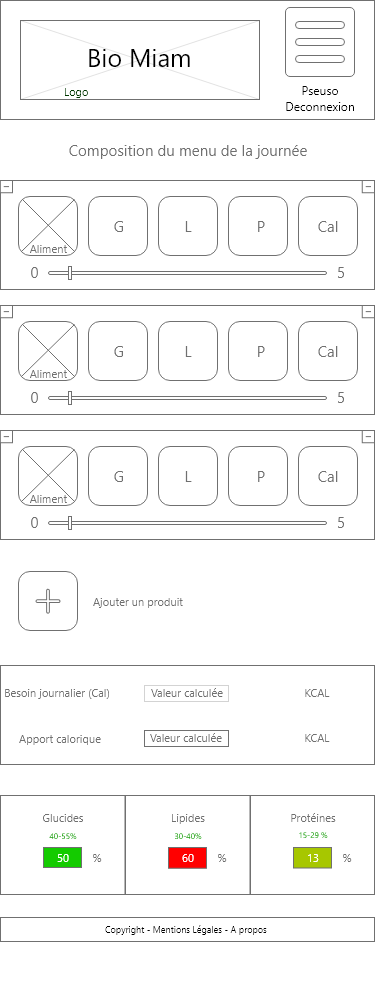 Bio Miam
Logo
Pseuso
Deconnexion
Composition du menu de la journée
Aliment G L P Cal
0 5
Aliment G L P Cal
0 5
Aliment G L P Cal
0 5
Ajouter un produit
Besoin journalier (Cal) Valeur calculée KCAL
Apport calorique Valeur calculée KCAL
Glucides Lipides Protéines
40-55% 30-40% 15-29 %
50 % 60 % 13 %
Copyright - Mentions Légales - A propos